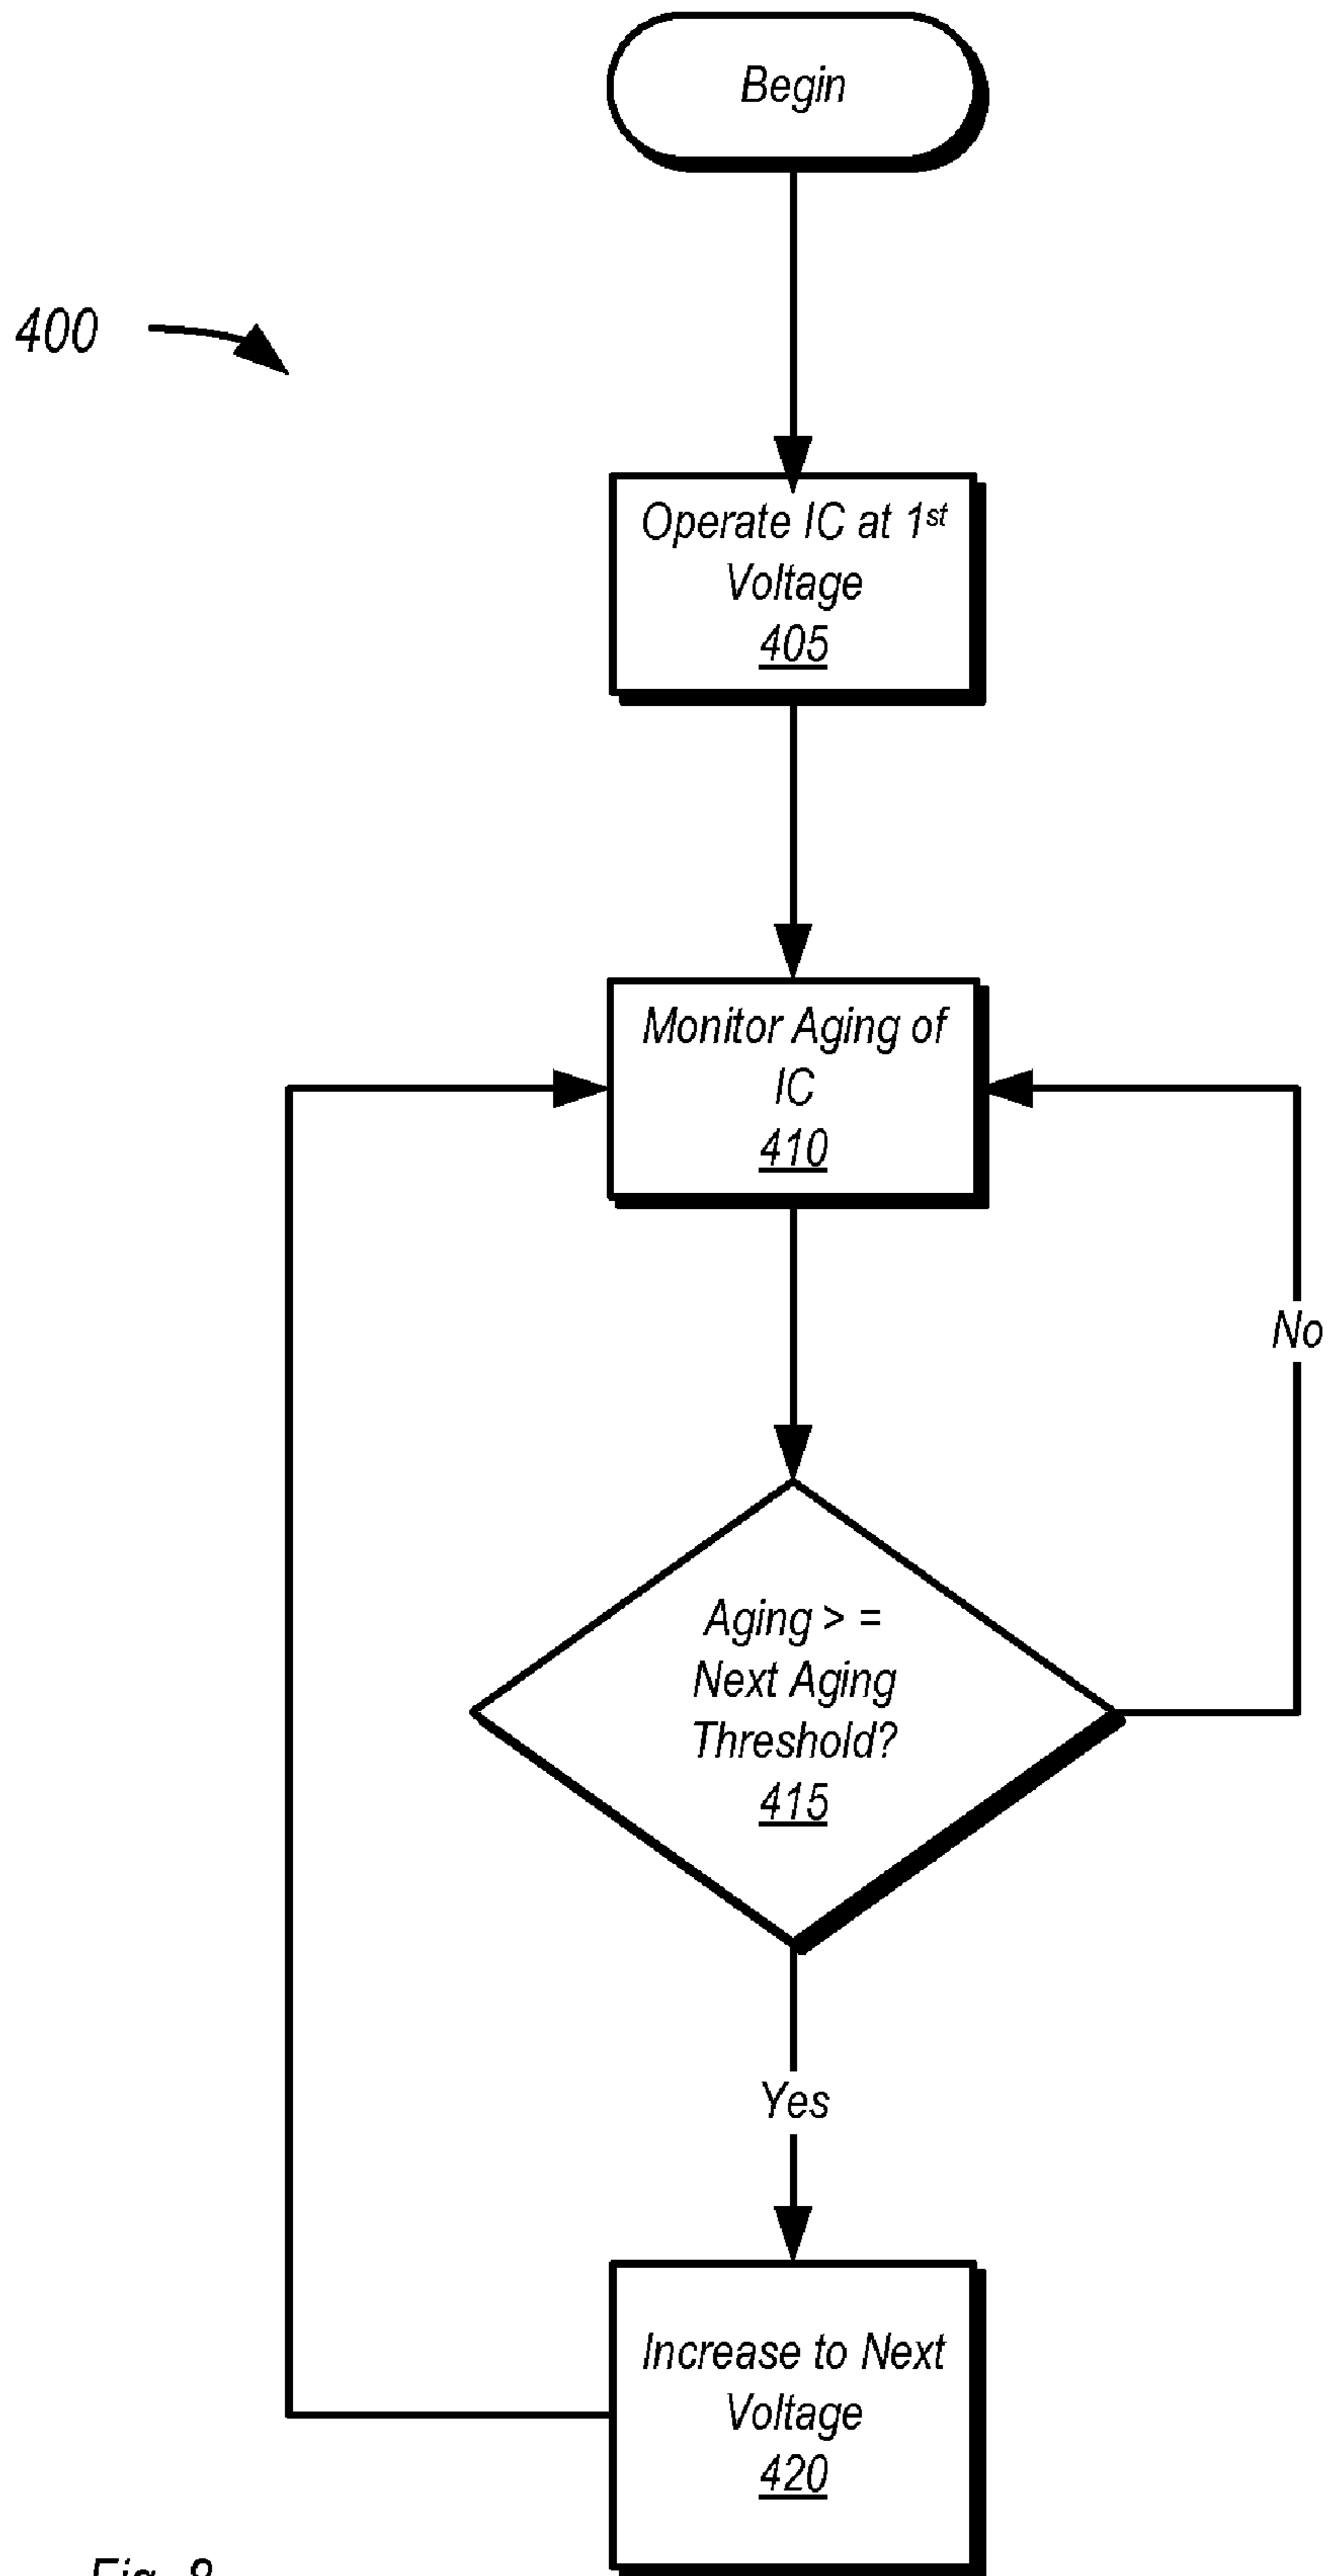 Begin
400
Operate IC at 1st
Voltage
405
Monitor Aging of
IC
410
No
Aging > =
Next Aging
Threshold?
415
Yes
Increase to Next
Voltage
420
Fig.